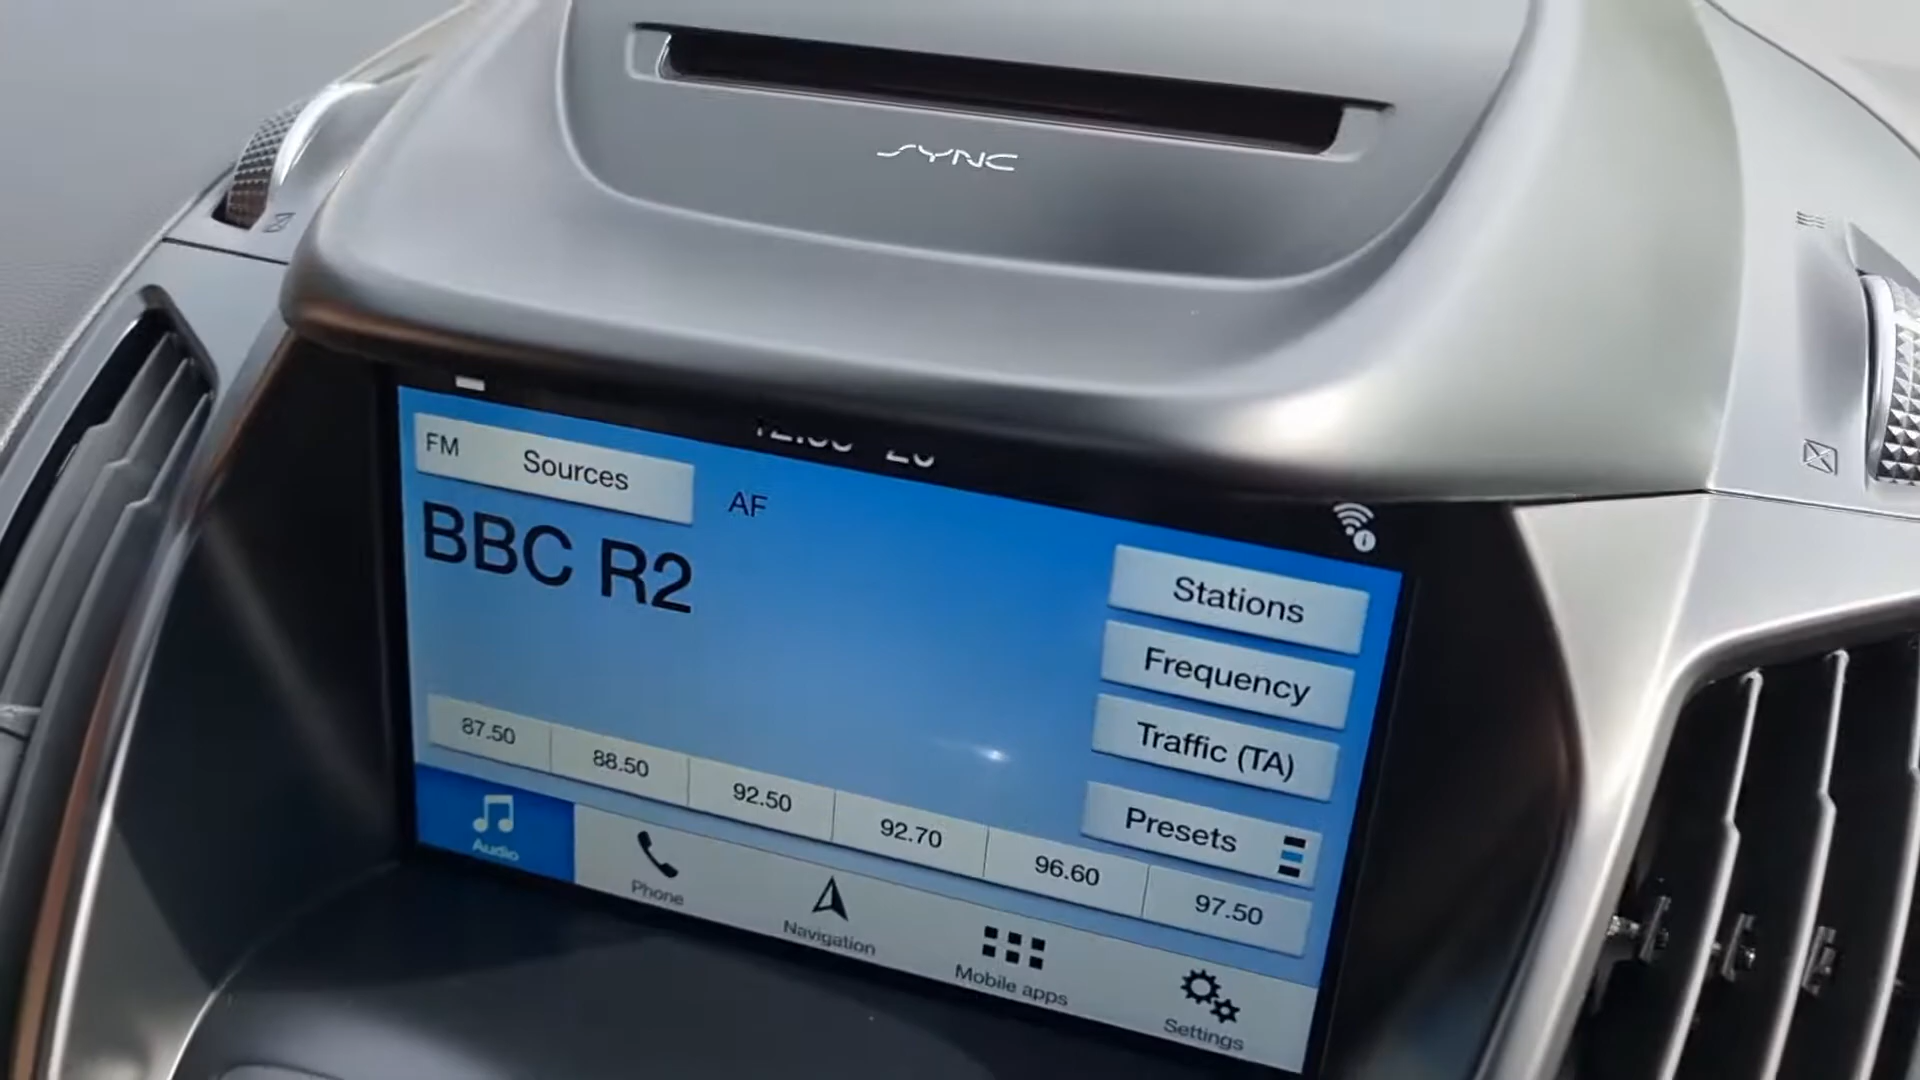 SYNC
FM Sources
AF
BBC R2
Stations
Frequency
Traffic (TA)
Presets
87.50 88.50 92.50 92.70 96.60 97.50
Audio Phone Navigation Mobile apps Settings